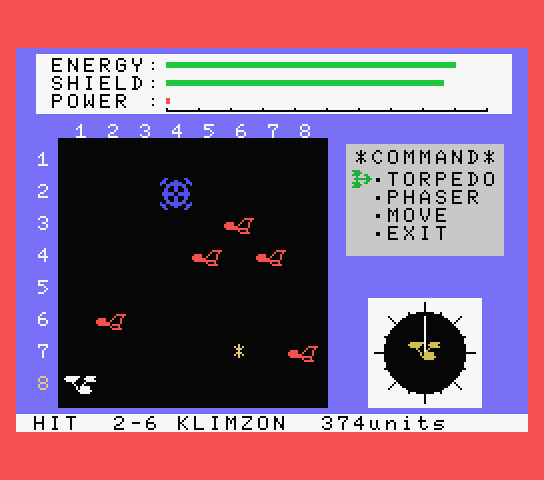 ENERGY:
SHIELD:
POWER :
1 2 3 4 5 6 7 8
*COMMAND*
1
2
3
4
5
6
7
8
·TORPEDO
·PHASER
·MOVE
·EXIT
HIT 2-6 KLIMZON 374units